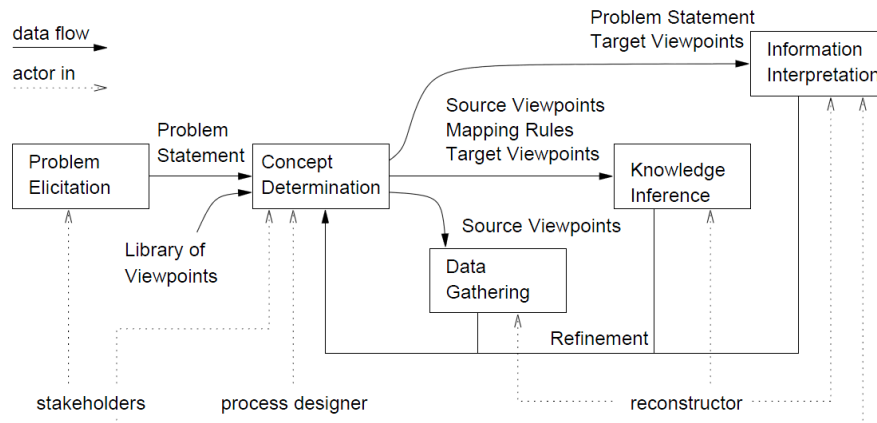 data flow
actor in
Problem Statement
Target Viewpoints
Information
Interpretation
Source Viewpoints
Mapping Rules
Target Viewpoints
Problem
Statement
Problem
Elicitation
Concept
Determination
Knowledge
Inference
Library of
Viewpoints
Source Viewpoints
Data
Gathering
Refinement
stakeholders
process designer
reconstructor